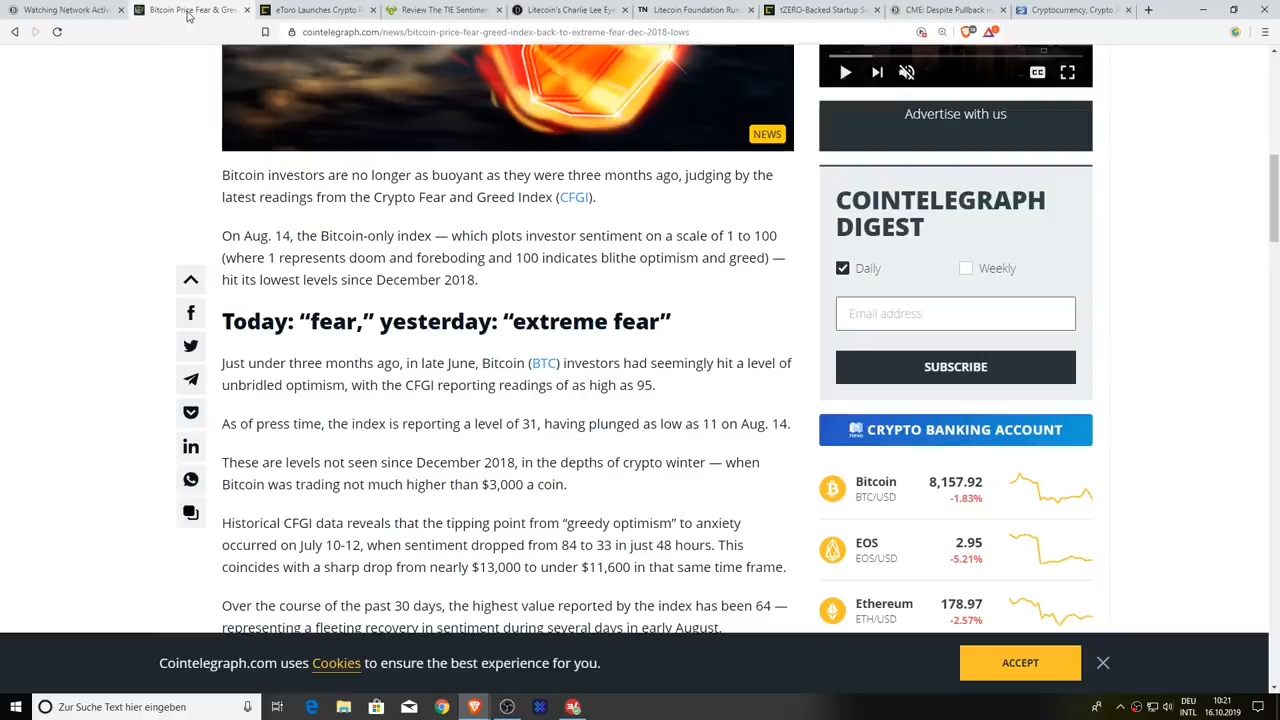 Watching Network Activ
Bitcoin Price Fear & Gree
eToro Launches Crypto R
Review The TIE Sentimen
Litecoin's Charlie Lee Eye
Litecoin Foundation Runn
tZERO-Backed Startup Se
CME: Despite Pullback in
Cryptocurrency, Crypto P
cointelegraph.com/news/bitcoin-price-fear-greed-index-back-to-extreme-fear-dec-2018-lows
NEWS
Bitcoin investors are no longer as buoyant as they were three months ago, judging by the
latest readings from the Crypto Fear and Greed Index (CFGI).
On Aug. 14, the Bitcoin-only index — which plots investor sentiment on a scale of 1 to 100
(where 1 represents doom and foreboding and 100 indicates blithe optimism and greed) —
hit its lowest levels since December 2018.
Today: “fear,” yesterday: “extreme fear”
Just under three months ago, in late June, Bitcoin (BTC) investors had seemingly hit a level of
unbridled optimism, with the CFGI reporting readings of as high as 95.
As of press time, the index is reporting a level of 31, having plunged as low as 11 on Aug. 14.
These are levels not seen since December 2018, in the depths of crypto winter — when
Bitcoin was trading not much higher than $3,000 a coin.
Historical CFGI data reveals that the tipping point from “greedy optimism” to anxiety
occurred on July 10-12, when sentiment dropped from 84 to 33 in just 48 hours. This
coincides with a sharp drop from nearly $13,000 to under $11,600 in that same time frame.
Over the course of the past 30 days, the highest value reported by the index has been 64 —
representing a fleeting recovery in sentiment during several days in early August.
CC
Advertise with us
COINTELEGRAPH
DIGEST
Daily
Weekly
Email address
SUBSCRIBE
nexo CRYPTO BANKING ACCOUNT
Bitcoin 8,157.92
BTC/USD -1.83%
EOS 2.95
EOS/USD -5.21%
Ethereum 178.97
ETH/USD -2.57%
Cointelegraph.com uses Cookies to ensure the best experience for you.
ACCEPT
Zur Suche Text hier eingeben
DEU
INTL
10:21
16.10.2019